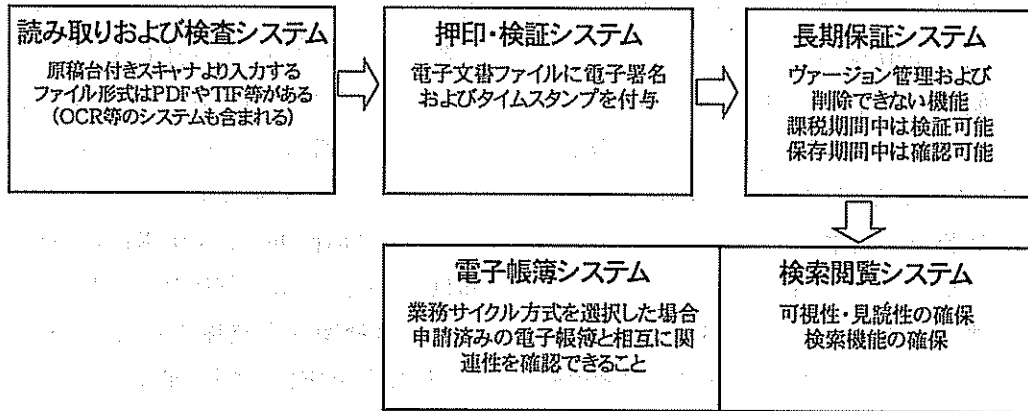 読み取りおよび検査システム
原稿台付きスキャナより入力する
ファイル形式はPDFやTIF等がある
(OCR等のシステムも含まれる)
押印・検証システム
電子文書ファイルに電子署名
およびタイムスタンプを付与
長期保証システム
ヴァージョン管理および
削除できない機能
課税期間中は検証可能
保存期間中は確認可能
電子帳簿システム
業務サイクル方式を選択した場合
申請済みの電子帳簿と相互に関
連性を確認できること
検索閲覧システム
可視性・見読性の確保
検索機能の確保